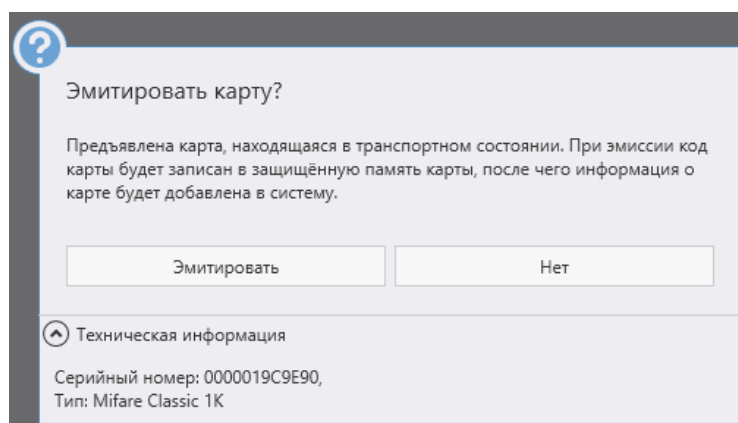 ?
Эмитировать карту?
Предъявлена карта, находящаяся в транспортном состоянии. При эмиссии код
карты будет записан в защищённую память карты, после чего информация о
карте будет добавлена в систему.
Эмитировать
Нет
Техническая информация
Серийный номер: 0000019C9E90,
Тип: Mifare Classic 1K